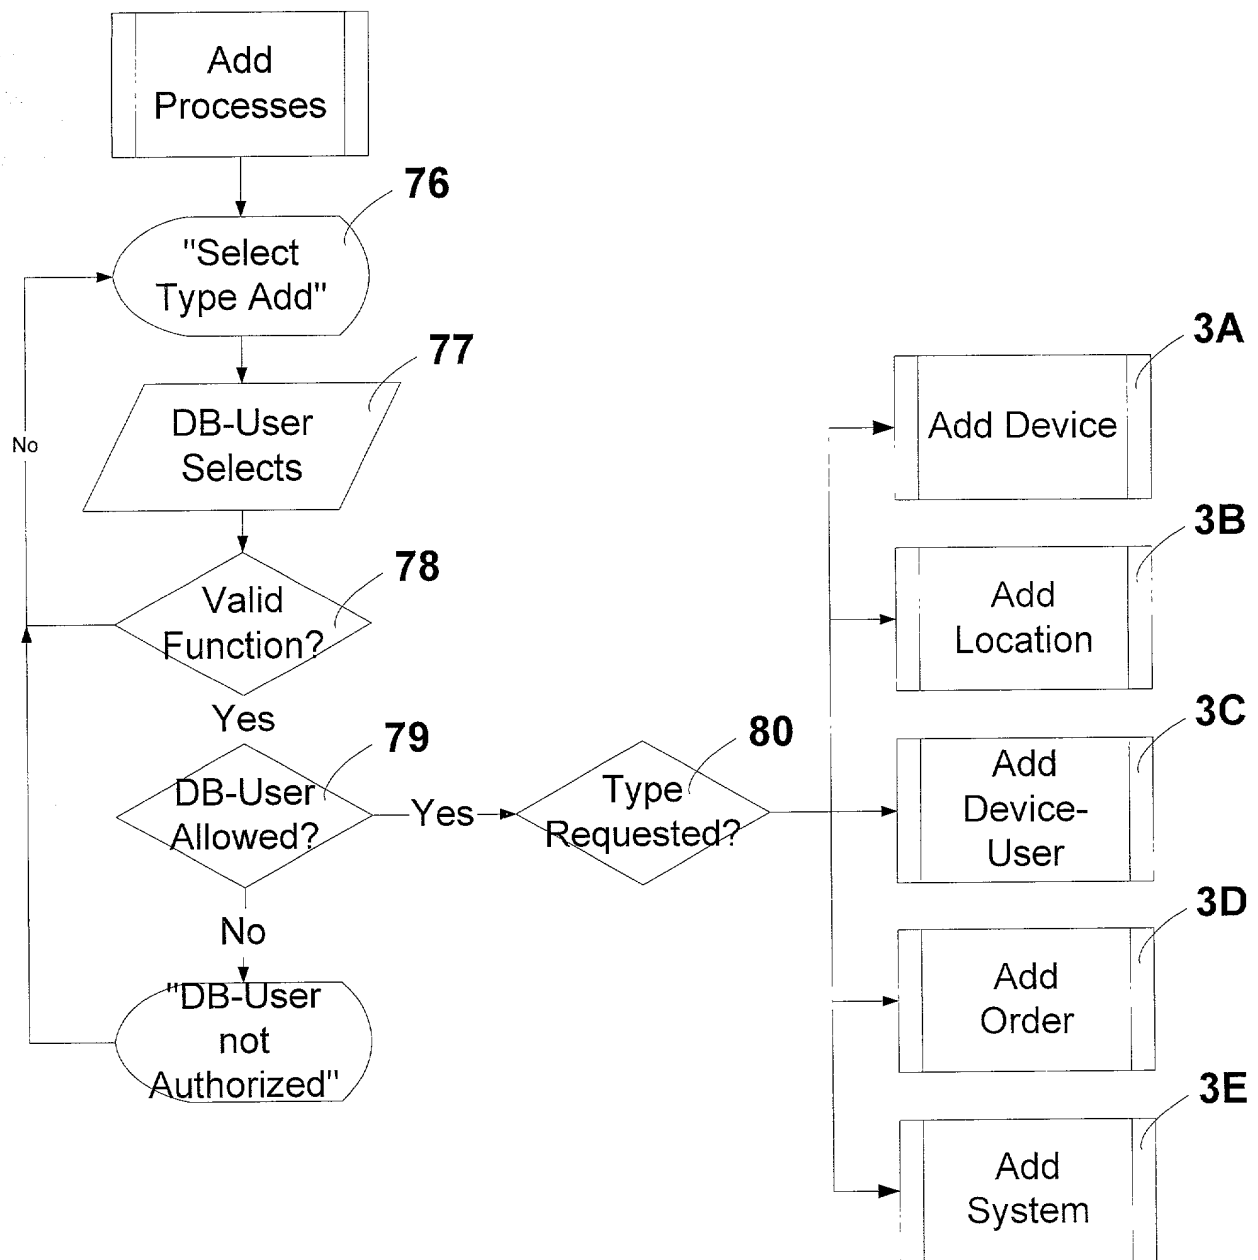 Add
Processes
76
"Select
Type Add"
77
DB-User
Selects
No
78
Valid
Function?
Yes
79
DB-User
Allowed?
Yes
80
Type
Requested?
No
"DB-User
not
Authorized"
3A
Add Device
3B
Add
Location
3C
Add
Device-
User
3D
Add
Order
3E
Add
System